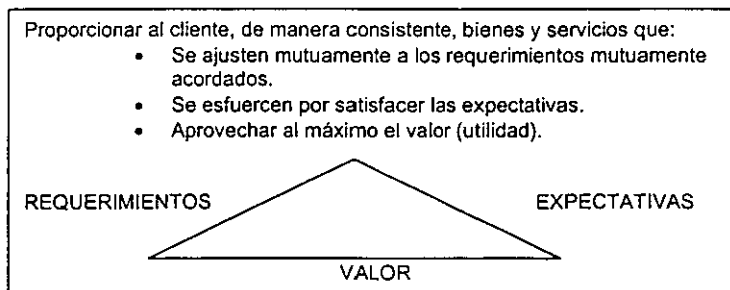 Proporcionar al cliente, de manera consistente, bienes y servicios que:
• Se ajusten mutuamente a los requerimientos mutuamente
acordados.
• Se esfuercen por satisfacer las expectativas.
• Aprovechar al máximo el valor (utilidad).
REQUERIMIENTOS EXPECTATIVAS
VALOR